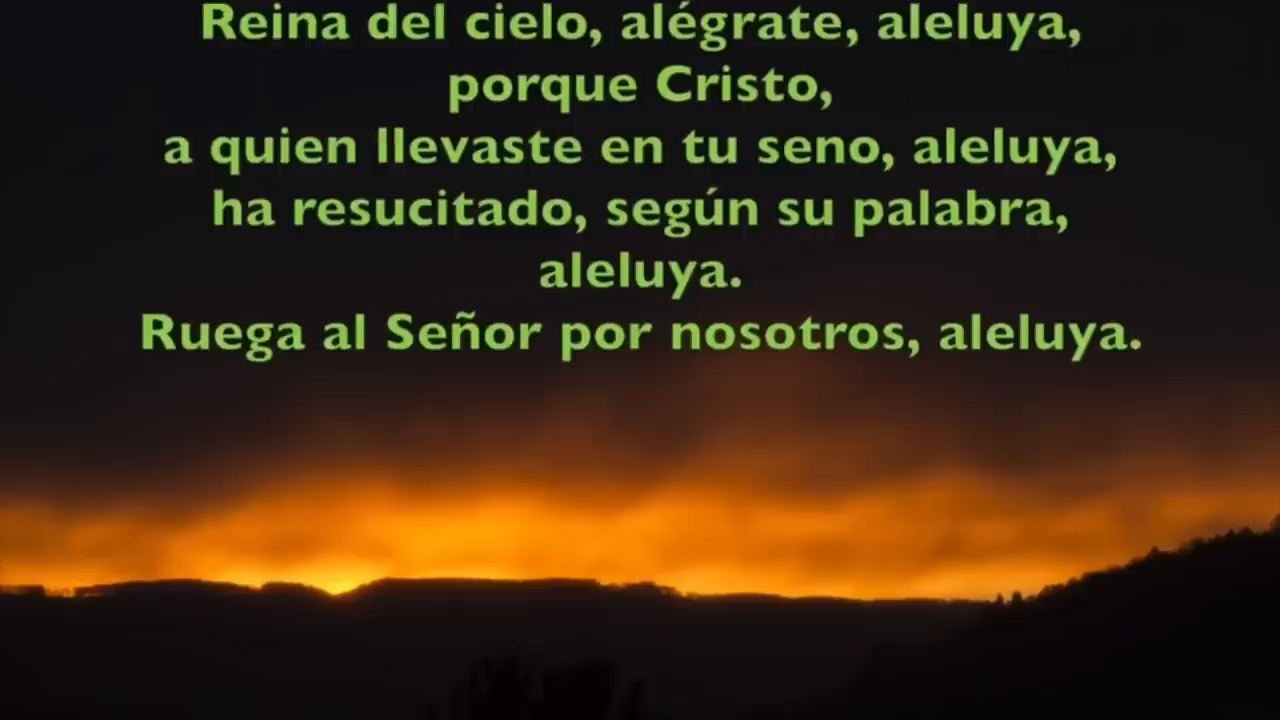 Reina del cielo, alégrate, aleluya,
porque Cristo,
a quien llevaste en tu seno, aleluya,
ha resucitado, según su palabra,
aleluya.
Ruega al Señor por nosotros, aleluya.